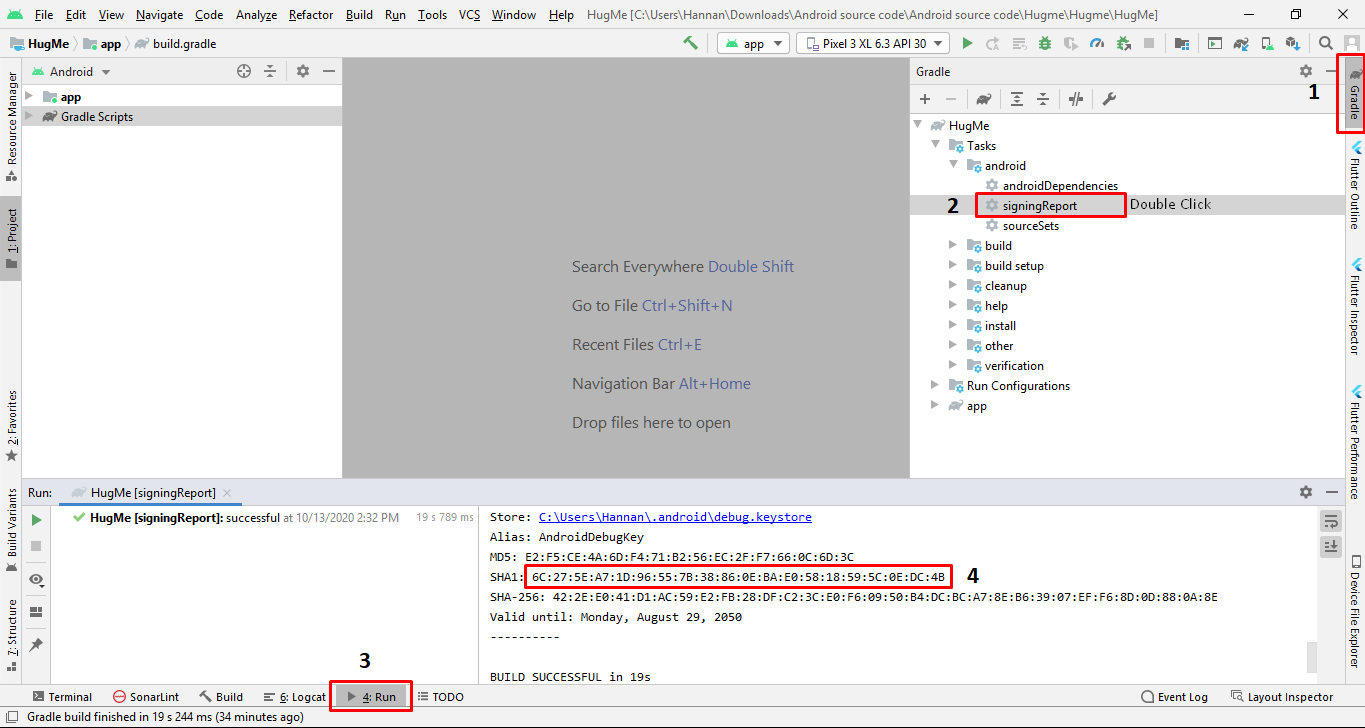 File Edit View Navigate Code Analyze Refactor Build Run Tools VCS Window Help HugMe [C:\Users\Hannan\Downloads\Android source code\Android source code\Hugme\Hugme\HugMe]
HugMe app build.gradle app Pixel 3 XL 6.3 API 30
Resource Manager
1: Project
2: Favorites
Build Variants
7: Structure
Android
app
Gradle Scripts
Search Everywhere Double Shift
Go to File Ctrl+Shift+N
Recent Files Ctrl+E
Navigation Bar Alt+Home
Drop files here to open
Gradle
1
HugMe
Tasks
android
androidDependencies
2 signingReport Double Click
sourceSets
build
build setup
cleanup
help
install
other
verification
Run Configurations
app
Gradle
Flutter Outline
Flutter Inspector
Flutter Performance
Device File Explorer
Run: HugMe [signingReport]
HugMe [signingReport]: successful at 10/13/2020 2:32 PM 19 s 789 ms
Store: C:\Users\Hannan\.android\debug.keystore
Alias: AndroidDebugKey
MD5: E2:F5:CE:4A:6D:F4:71:B2:56:EC:2F:F7:66:0C:6D:3C
SHA1: 6C:27:5E:A7:1D:96:55:7B:38:86:0E:BA:E0:58:18:59:5C:0E:DC:4B 4
SHA-256: 42:2E:E0:41:D1:AC:59:E2:FB:28:DF:C2:3C:E0:F6:09:50:B4:DC:BC:A7:8E:B6:39:07:EF:F6:8D:0D:88:0A:8E
Valid until: Monday, August 29, 2050
----------
BUILD SUCCESSFUL in 19s
3
Terminal SonarLint Build 6: Logcat 4: Run TODO Event Log Layout Inspector
Gradle build finished in 19 s 244 ms (34 minutes ago)